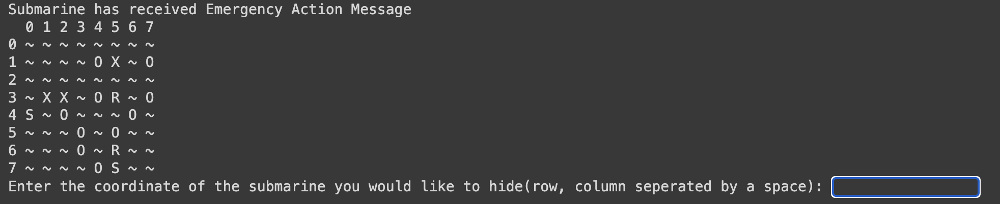 Submarine has received Emergency Action Message
  0 1 2 3 4 5 6 7
0 ~ ~ ~ ~ ~ ~ ~ ~
1 ~ ~ ~ ~ O X ~ O
2 ~ ~ ~ ~ ~ ~ ~ ~
3 ~ X X ~ O R ~ O
4 S ~ O ~ ~ ~ O ~
5 ~ ~ ~ O ~ O ~ ~
6 ~ ~ ~ O ~ R ~ ~
7 ~ ~ ~ ~ O S ~ ~
Enter the coordinate of the submarine you would like to hide(row, column seperated by a space):